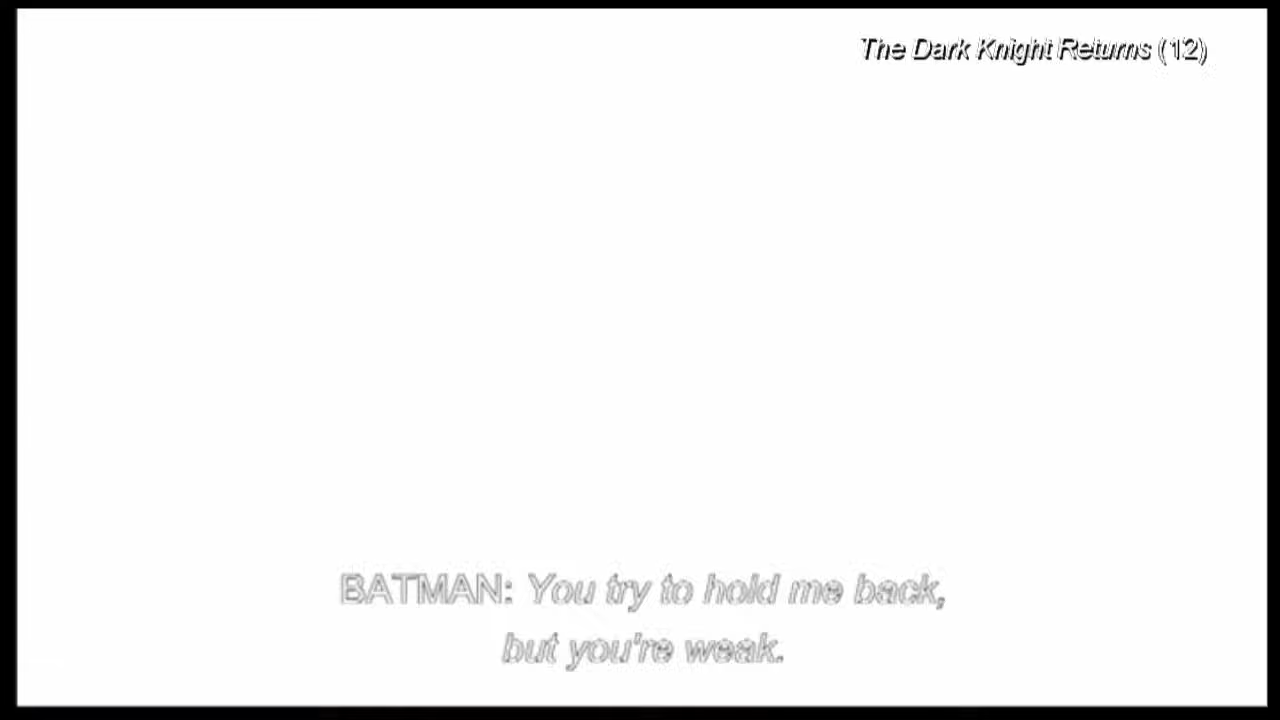 The Dark Knight Returns (12)
BATMAN: You try to hold me back,
but you're weak.